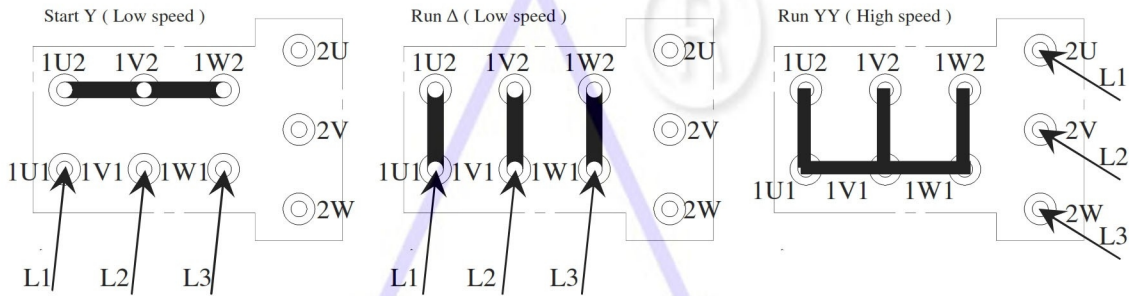 Start Y ( Low speed )
1U2 1V2 1W2
2U
2V
1U1 1V1 1W1
2W
L1 L2 L3
Run Δ ( Low speed )
1U2 1V2 1W2
2U
2V
1U1 1V1 1W1
2W
L1 L2 L3
Run YY ( High speed )
1U2 1V2 1W2
2U
L1
2V
L2
1U1 1V1 1W1
2W
L3
®